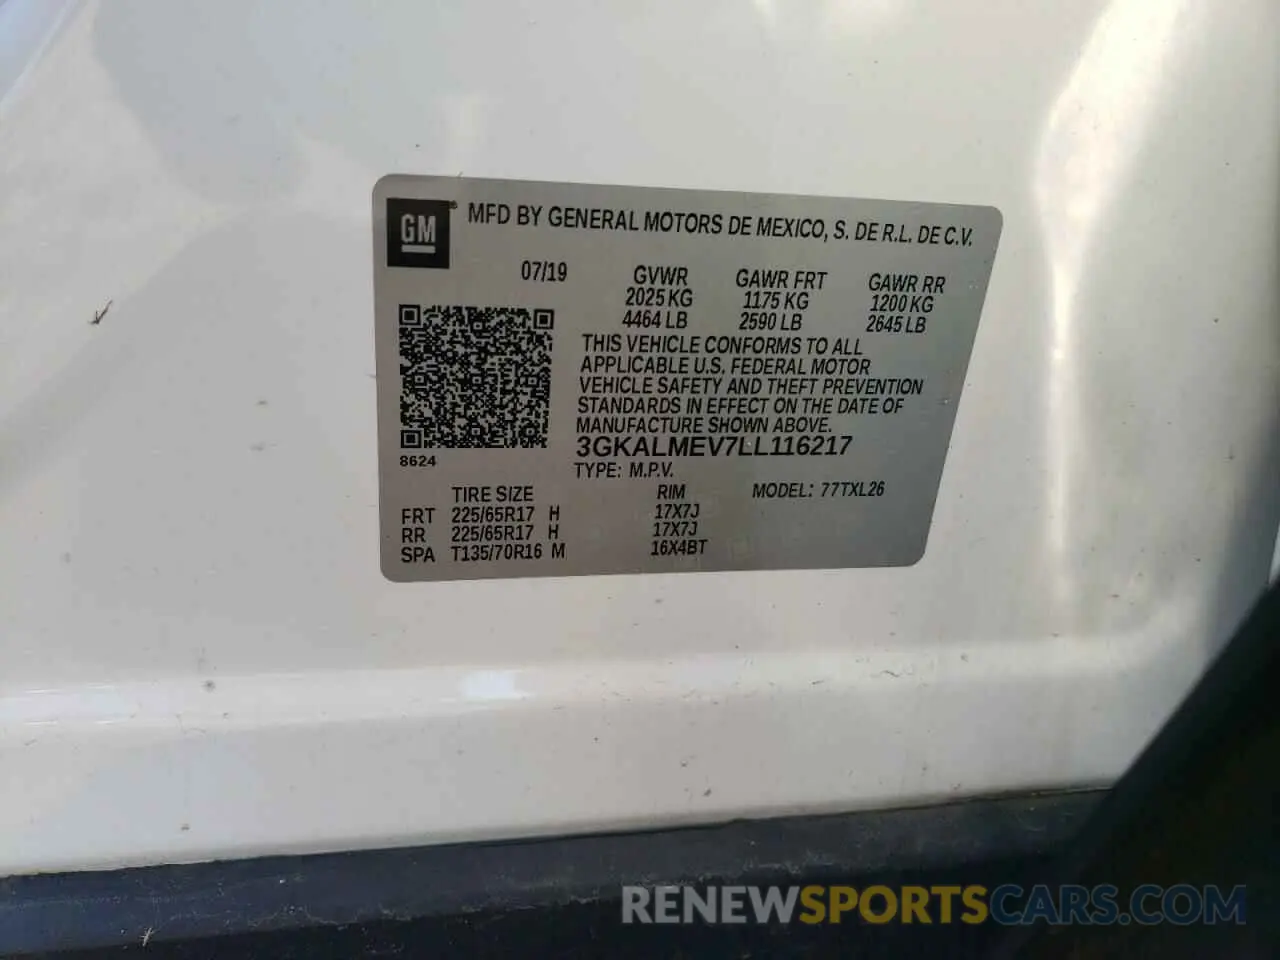 GM® MFD BY GENERAL MOTORS DE MEXICO, S. DE R.L. DE C.V.
07/19 GVWR GAWR FRT GAWR RR
2025 KG 1175 KG 1200 KG
4464 LB 2590 LB 2645 LB
THIS VEHICLE CONFORMS TO ALL
APPLICABLE U.S. FEDERAL MOTOR
VEHICLE SAFETY AND THEFT PREVENTION
STANDARDS IN EFFECT ON THE DATE OF
MANUFACTURE SHOWN ABOVE.
3GKALMEV7LL116217
8624
TYPE: M.P.V.
TIRE SIZE RIM MODEL: 77TXL26
FRT 225/65R17 H 17X7J
RR 225/65R17 H 17X7J
SPA T135/70R16 M 16X4BT
RENEWSPORTSCARS.COM